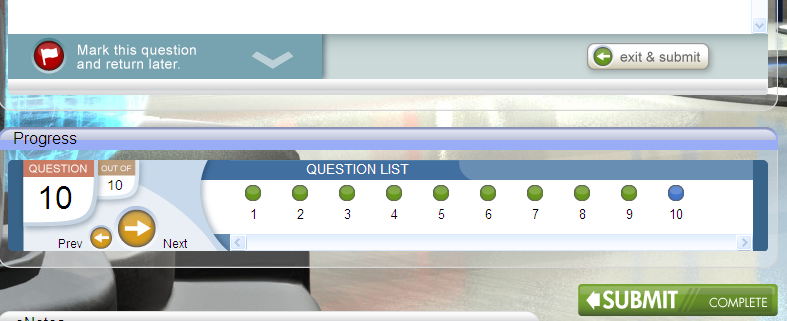 Mark this question
and return later.
exit & submit
Progress
QUESTION
10
OUT OF
10
QUESTION LIST
1 2 3 4 5 6 7 8 9 10
Prev Next
SUBMIT COMPLETE
eNotes